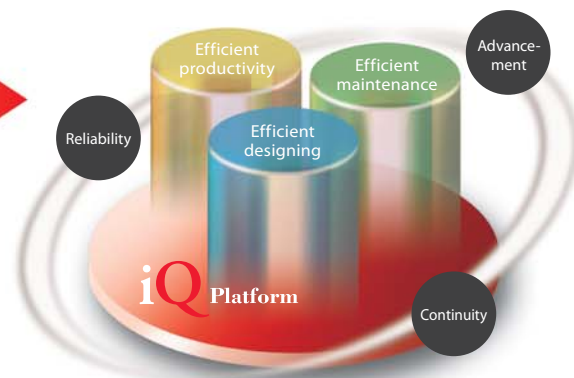 Efficient
productivity
Efficient
maintenance
Advance-
ment
Reliability
Efficient
designing
iQ Platform
Continuity